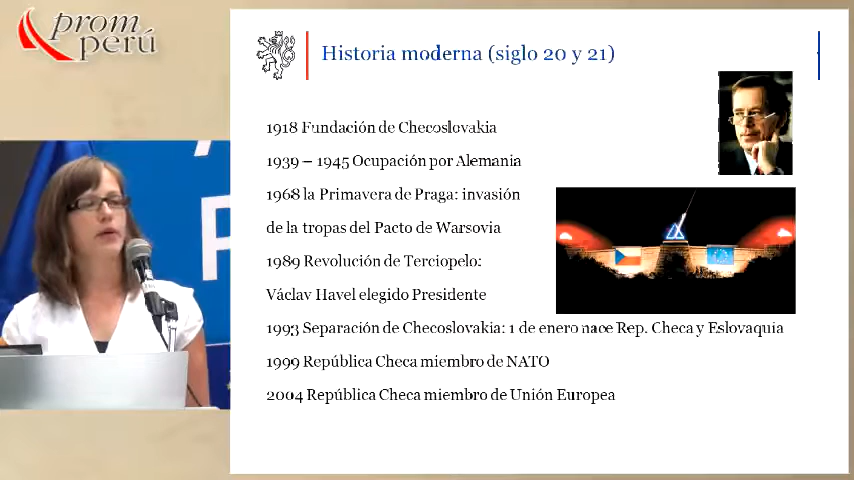 prom
perú
Historia moderna (siglo 20 y 21)
1918 Fundación de Checoslovakia
1939 – 1945 Ocupación por Alemania
1968 la Primavera de Praga: invasión
de la tropas del Pacto de Warsovia
1989 Revolución de Terciopelo:
Václav Havel elegido Presidente
1993 Separación de Checoslovakia: 1 de enero nace Rep. Checa y Eslovaquia
1999 República Checa miembro de NATO
2004 República Checa miembro de Unión Europea